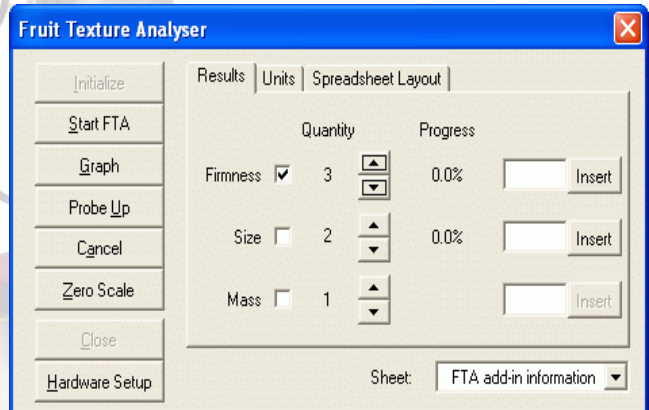 Fruit Texture Analyser
Initialize
Start FTA
Graph
Probe Up
Cancel
Zero Scale
Close
Hardware Setup
Results Units Spreadsheet Layout
Quantity Progress
Firmness 3 0.0% Insert
Size 2 0.0% Insert
Mass 1 Insert
Sheet: FTA add-in information